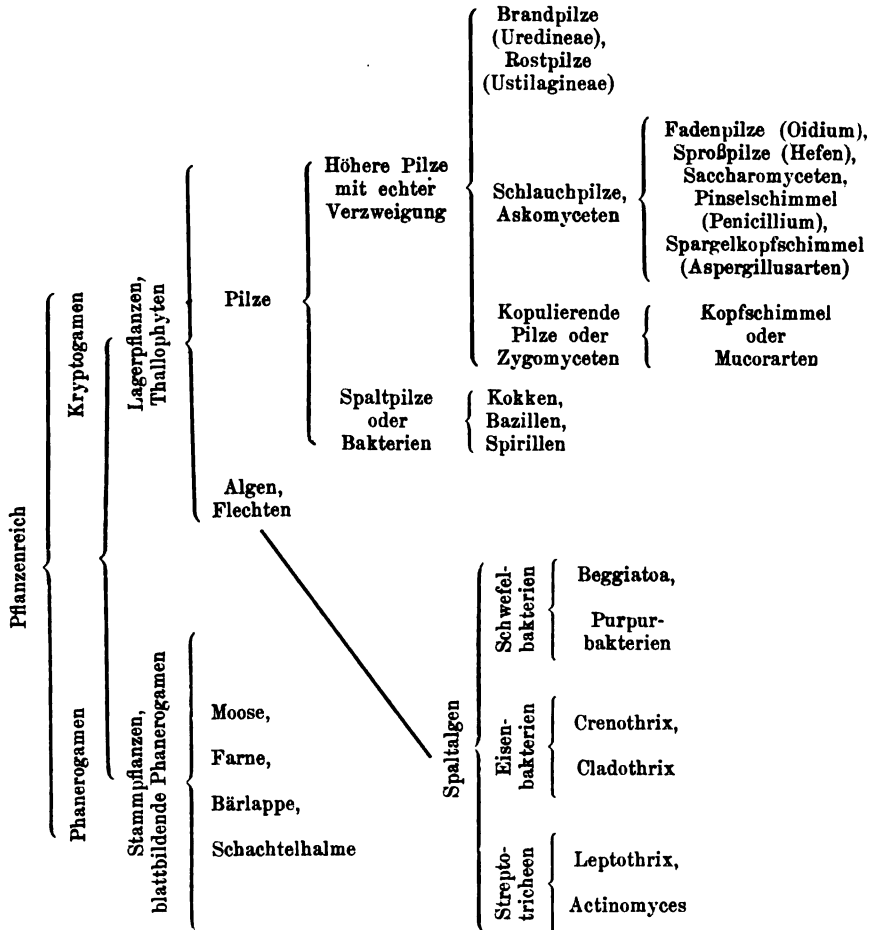 Pflanzenreich
Kryptogamen
Phanerogamen
Lagerpflanzen,
Thallophyten
Stammpflanzen,
blattbildende Phanerogamen
Pilze
Algen,
Flechten
Moose,
Farne,
Bärlappe,
Schachtelhalme
Höhere Pilze
mit echter
Verzweigung
Spaltpilze
oder
Bakterien
Brandpilze
(Uredineae),
Rostpilze
(Ustilagineae)
Schlauchpilze,
Askomyceten
Fadenpilze (Oidium),
Sproßpilze (Hefen),
Saccharomyceten,
Pinselschimmel
(Penicillium),
Spargelkopfschimmel
(Aspergillusarten)
Kopulierende
Pilze oder
Zygomyceten
Kopfschimmel
oder
Mucorarten
Kokken,
Bazillen,
Spirillen
Spaltalgen
Schwefel-
bakterien
Beggiatoa,
Purpur-
bakterien
Eisen-
bakterien
Crenothrix,
Cladothrix
Strepto-
tricheen
Leptothrix,
Actinomyces